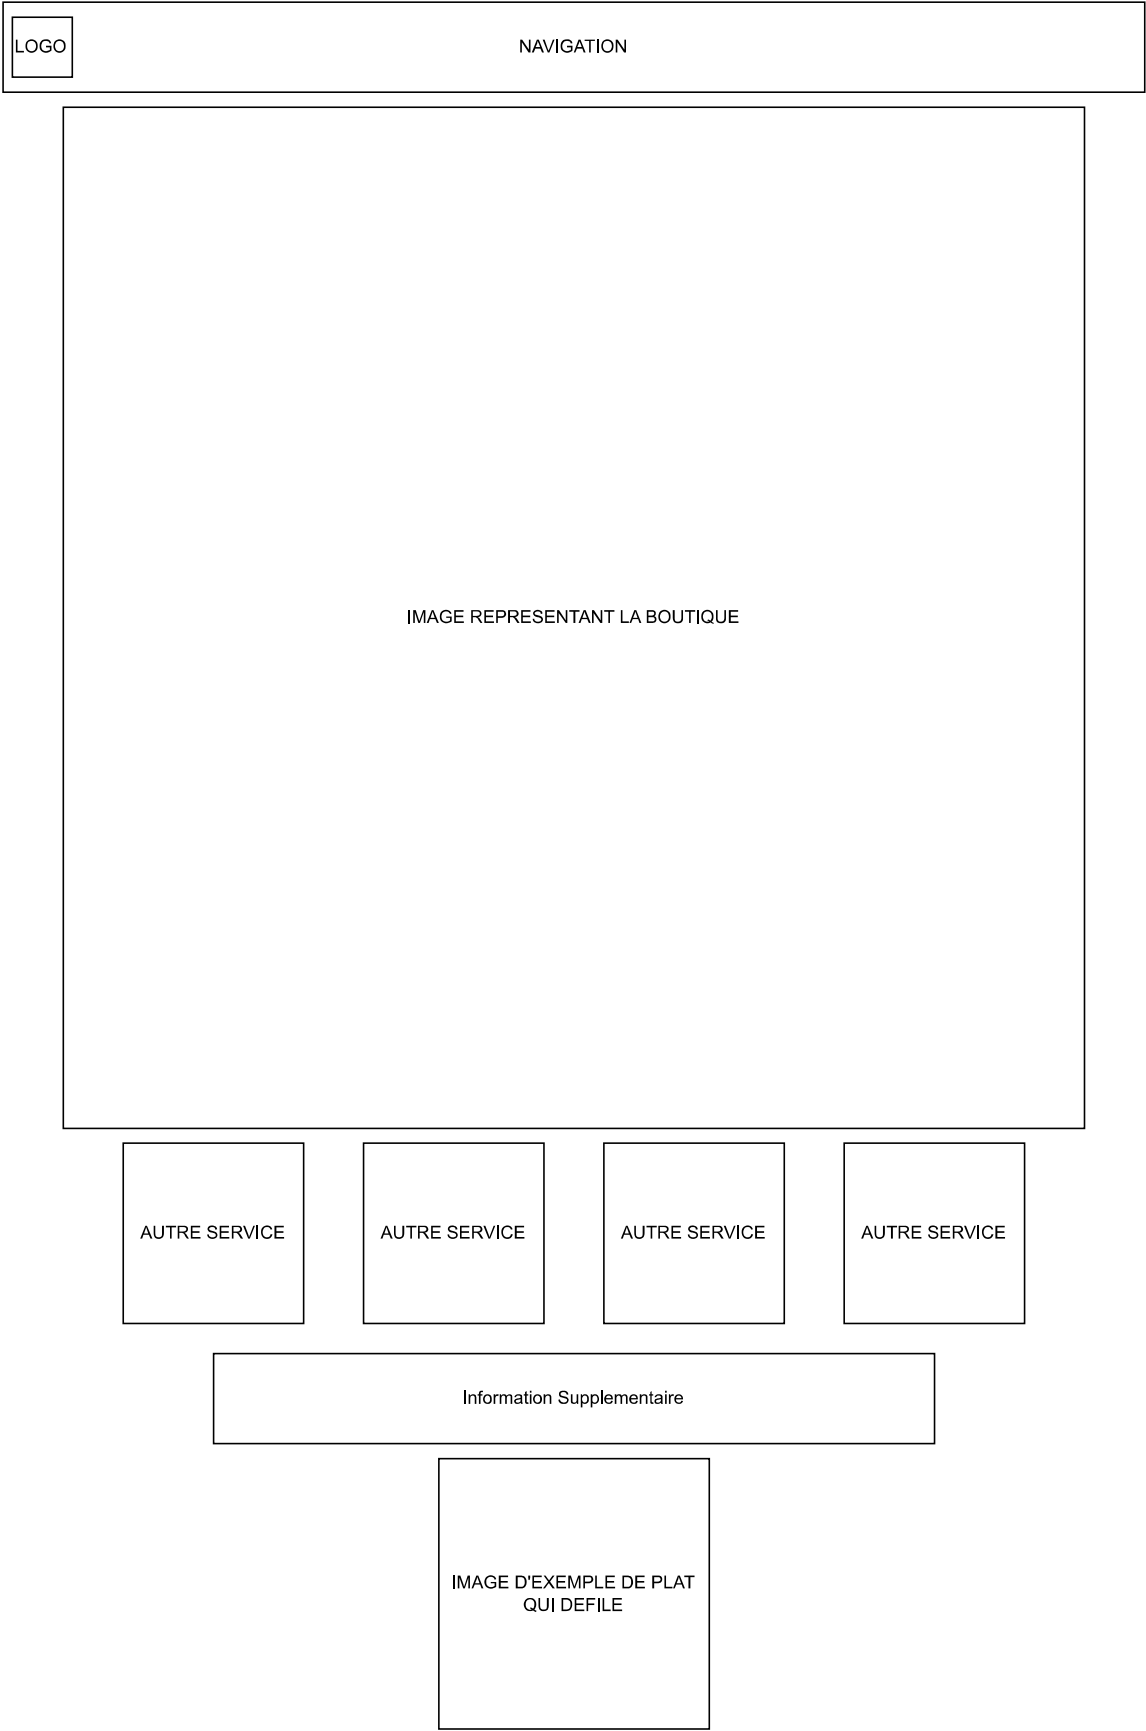 LOGO
NAVIGATION
IMAGE REPRESENTANT LA BOUTIQUE
AUTRE SERVICE
AUTRE SERVICE
AUTRE SERVICE
AUTRE SERVICE
Information Supplementaire
IMAGE D'EXEMPLE DE PLAT
QUI DEFILE